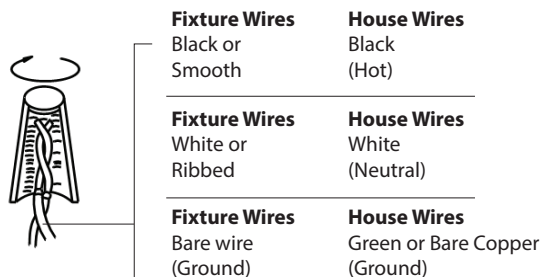 Fixture Wires House Wires
Black or Black
Smooth (Hot)
Fixture Wires House Wires
White or White
Ribbed (Neutral)
Fixture Wires House Wires
Bare wire Green or Bare Copper
(Ground) (Ground)